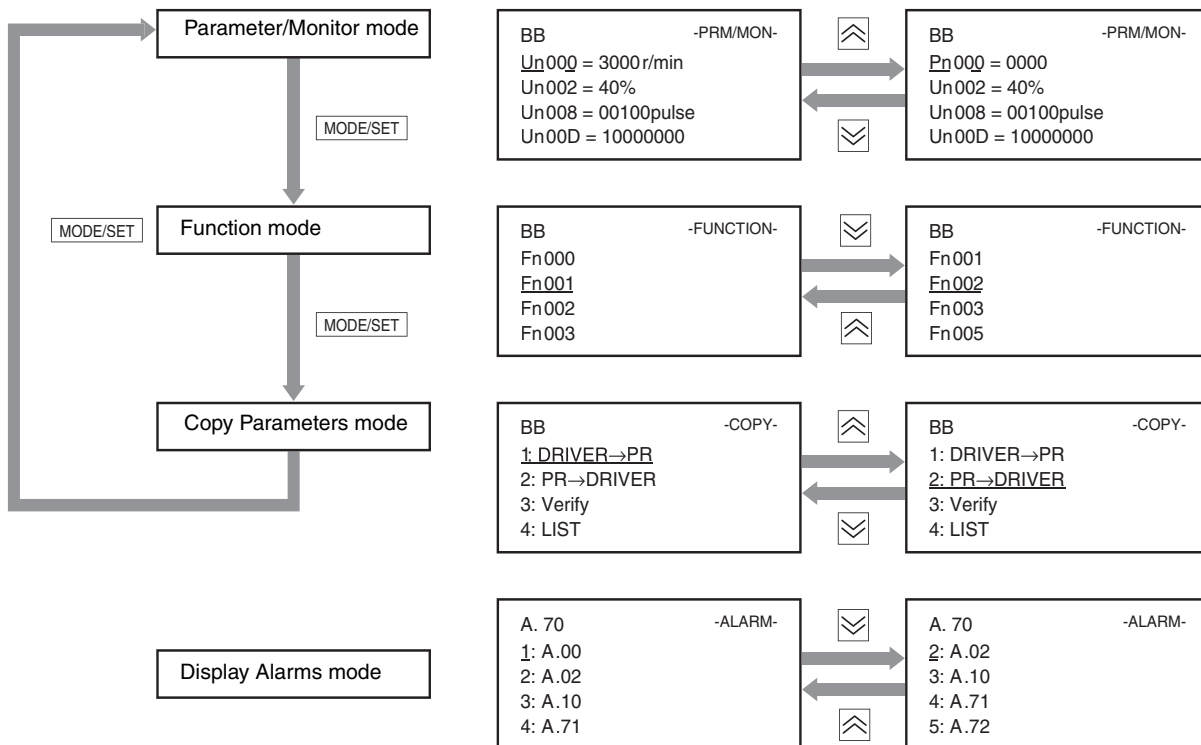 Parameter/Monitor mode
MODE/SET
BB -PRM/MON-
Un000 = 3000r/min
Un002 = 40%
Un008 = 00100pulse
Un00D = 10000000
BB -PRM/MON-
Pn000 = 0000
Un002 = 40%
Un008 = 00100pulse
Un00D = 10000000
MODE/SET
Function mode
MODE/SET
BB -FUNCTION-
Fn000
Fn001
Fn002
Fn003
BB -FUNCTION-
Fn001
Fn002
Fn003
Fn005
Copy Parameters mode
BB -COPY-
1: DRIVER→PR
2: PR→DRIVER
3: Verify
4: LIST
BB -COPY-
1: DRIVER→PR
2: PR→DRIVER
3: Verify
4: LIST
Display Alarms mode
A. 70 -ALARM-
1: A.00
2: A.02
3: A.10
4: A.71
A. 70 -ALARM-
2: A.02
3: A.10
4: A.71
5: A.72